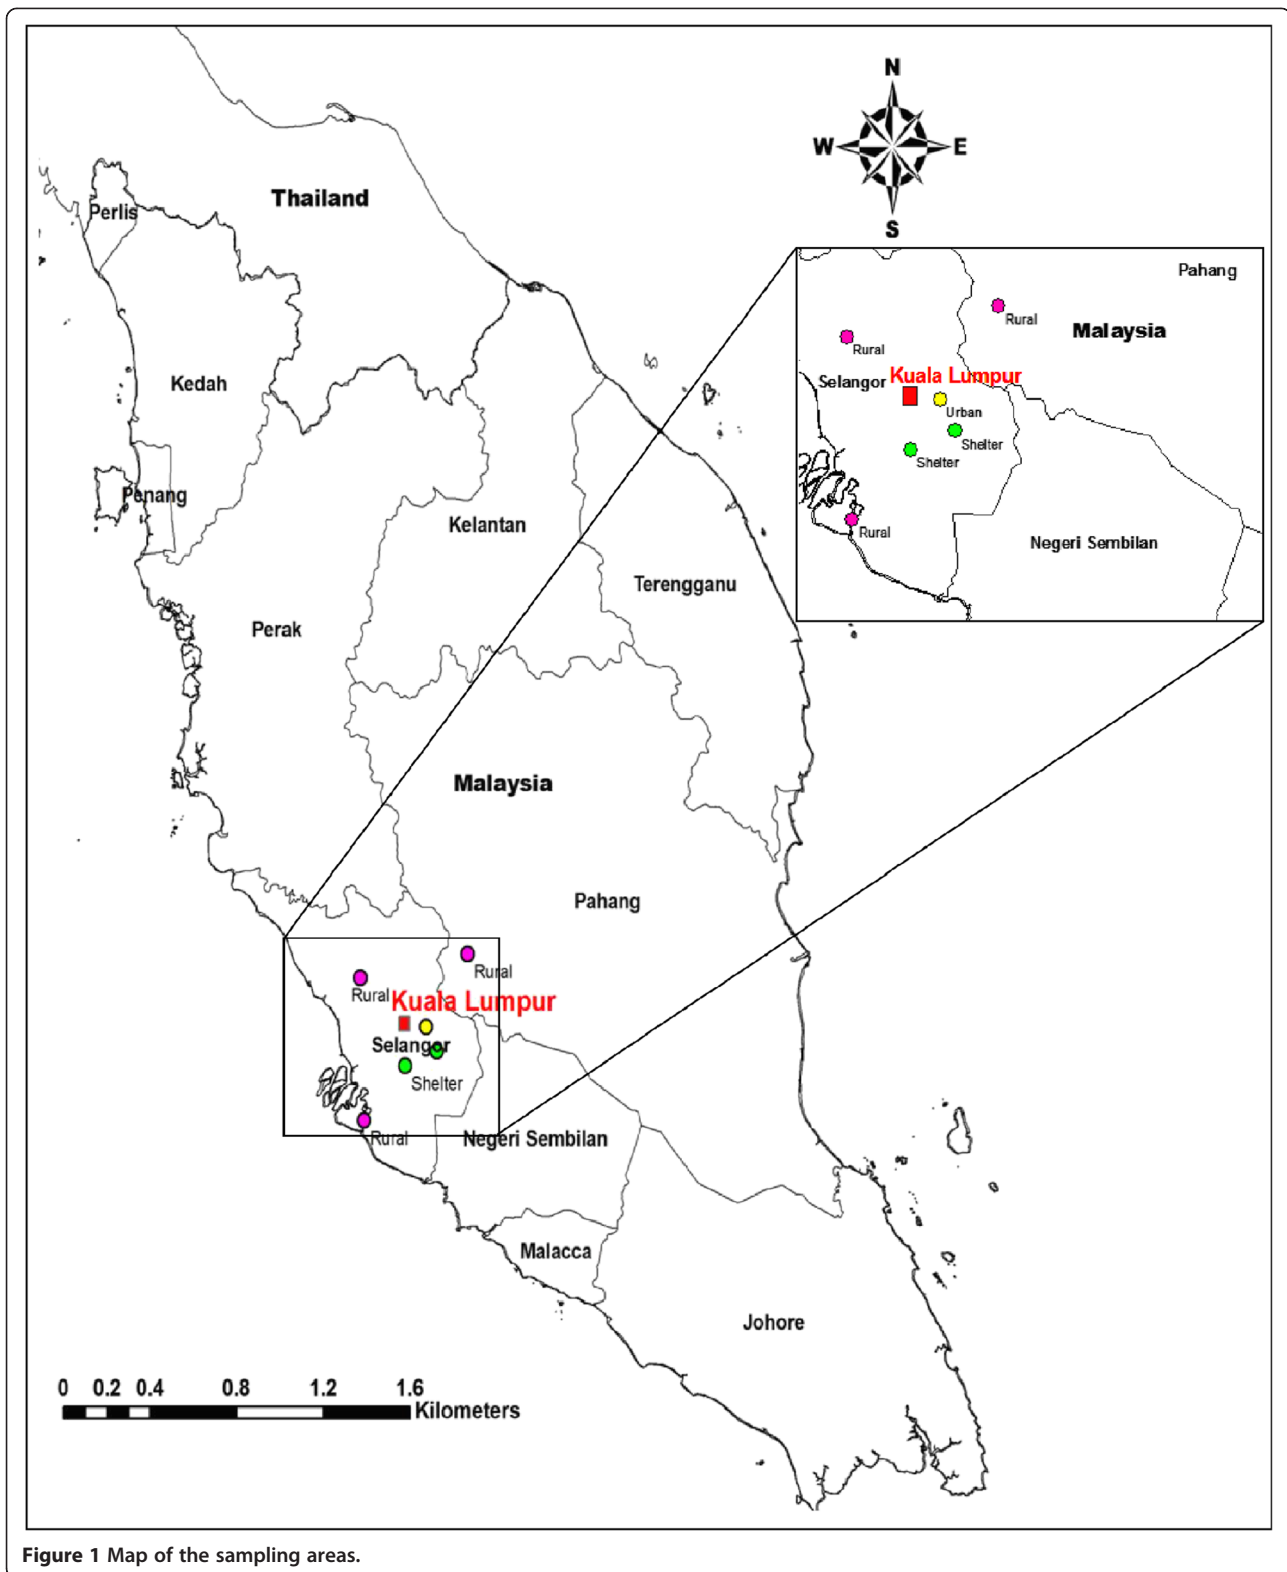 N
W E
S
Thailand
Perlis
Kedah
Penang
Kelantan
Terengganu
Perak
Malaysia
Pahang
Rural
Rural
Kuala Lumpur
Selangor
Shelter
Rural
Negeri Sembilan
Malacca
Johore
Pahang
Rural
Malaysia
Rural
Selangor
Kuala Lumpur
Urban
Shelter
Shelter
Rural
Negeri Sembilan
0 0.2 0.4 0.8 1.2 1.6
Kilometers
Figure 1 Map of the sampling areas.